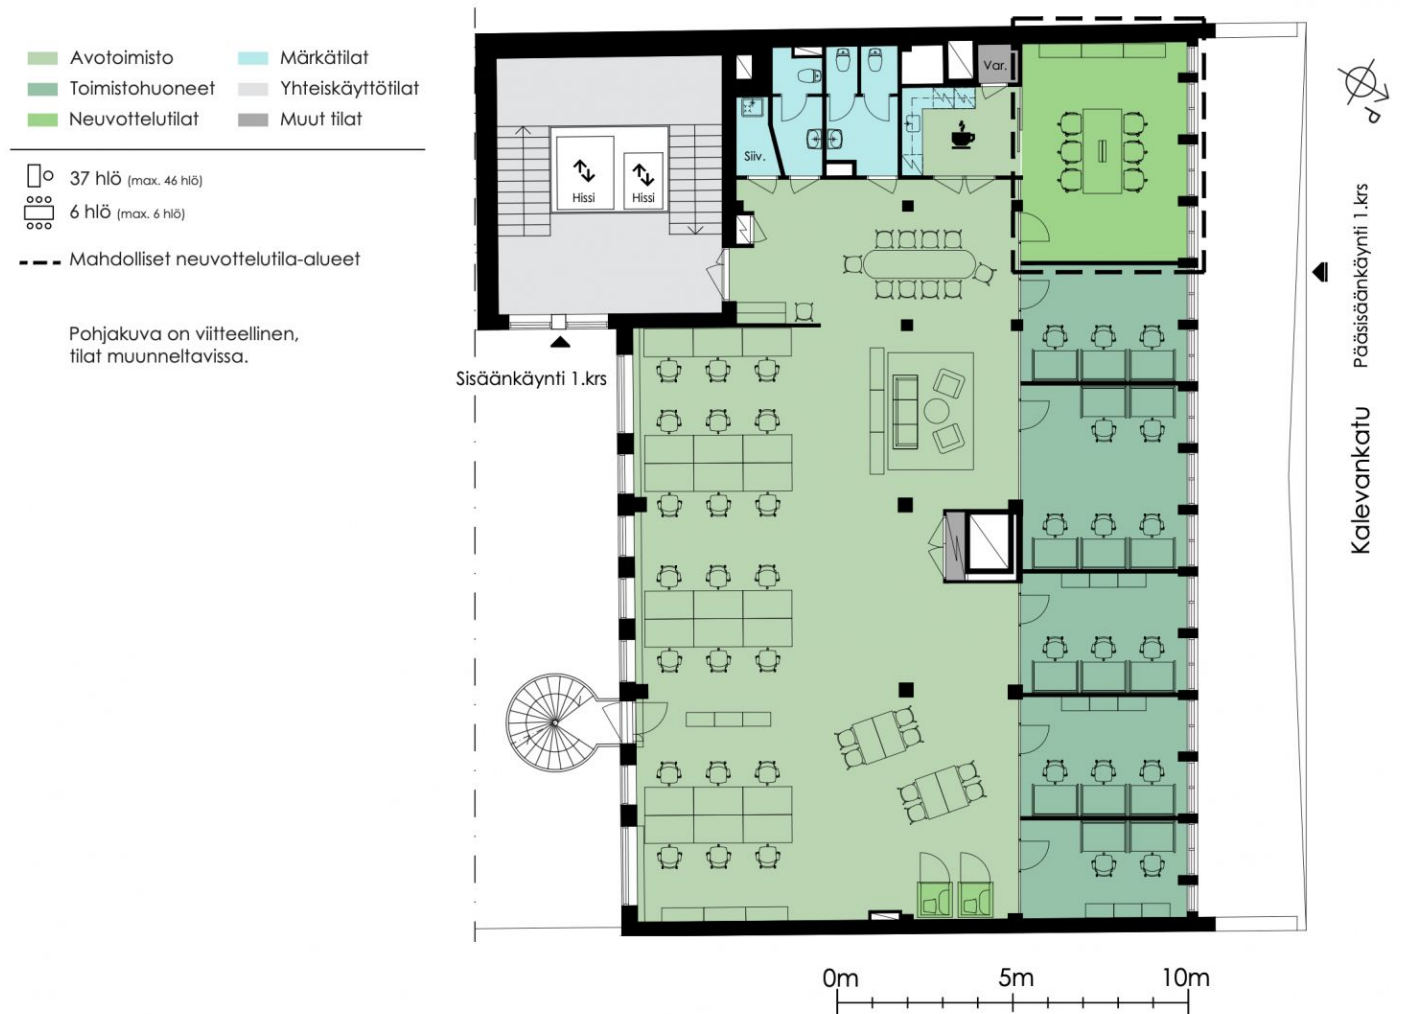 Avotoimisto
Märkätilat
Toimistohuoneet
Yhteiskäyttötilat
Neuvottelutilat
Muut tilat
37 hlö (max. 46 hlö)
6 hlö (max. 6 hlö)
Mahdolliset neuvottelutila-alueet
Pohjakuva on viitteellinen,
tilat muunneltavissa.
Hissi
Hissi
Siiv.
Var.
Sisäänkäynti 1.krs
Pääsisäänkäynti 1.krs
Kalevankatu
P
0m
5m
10m